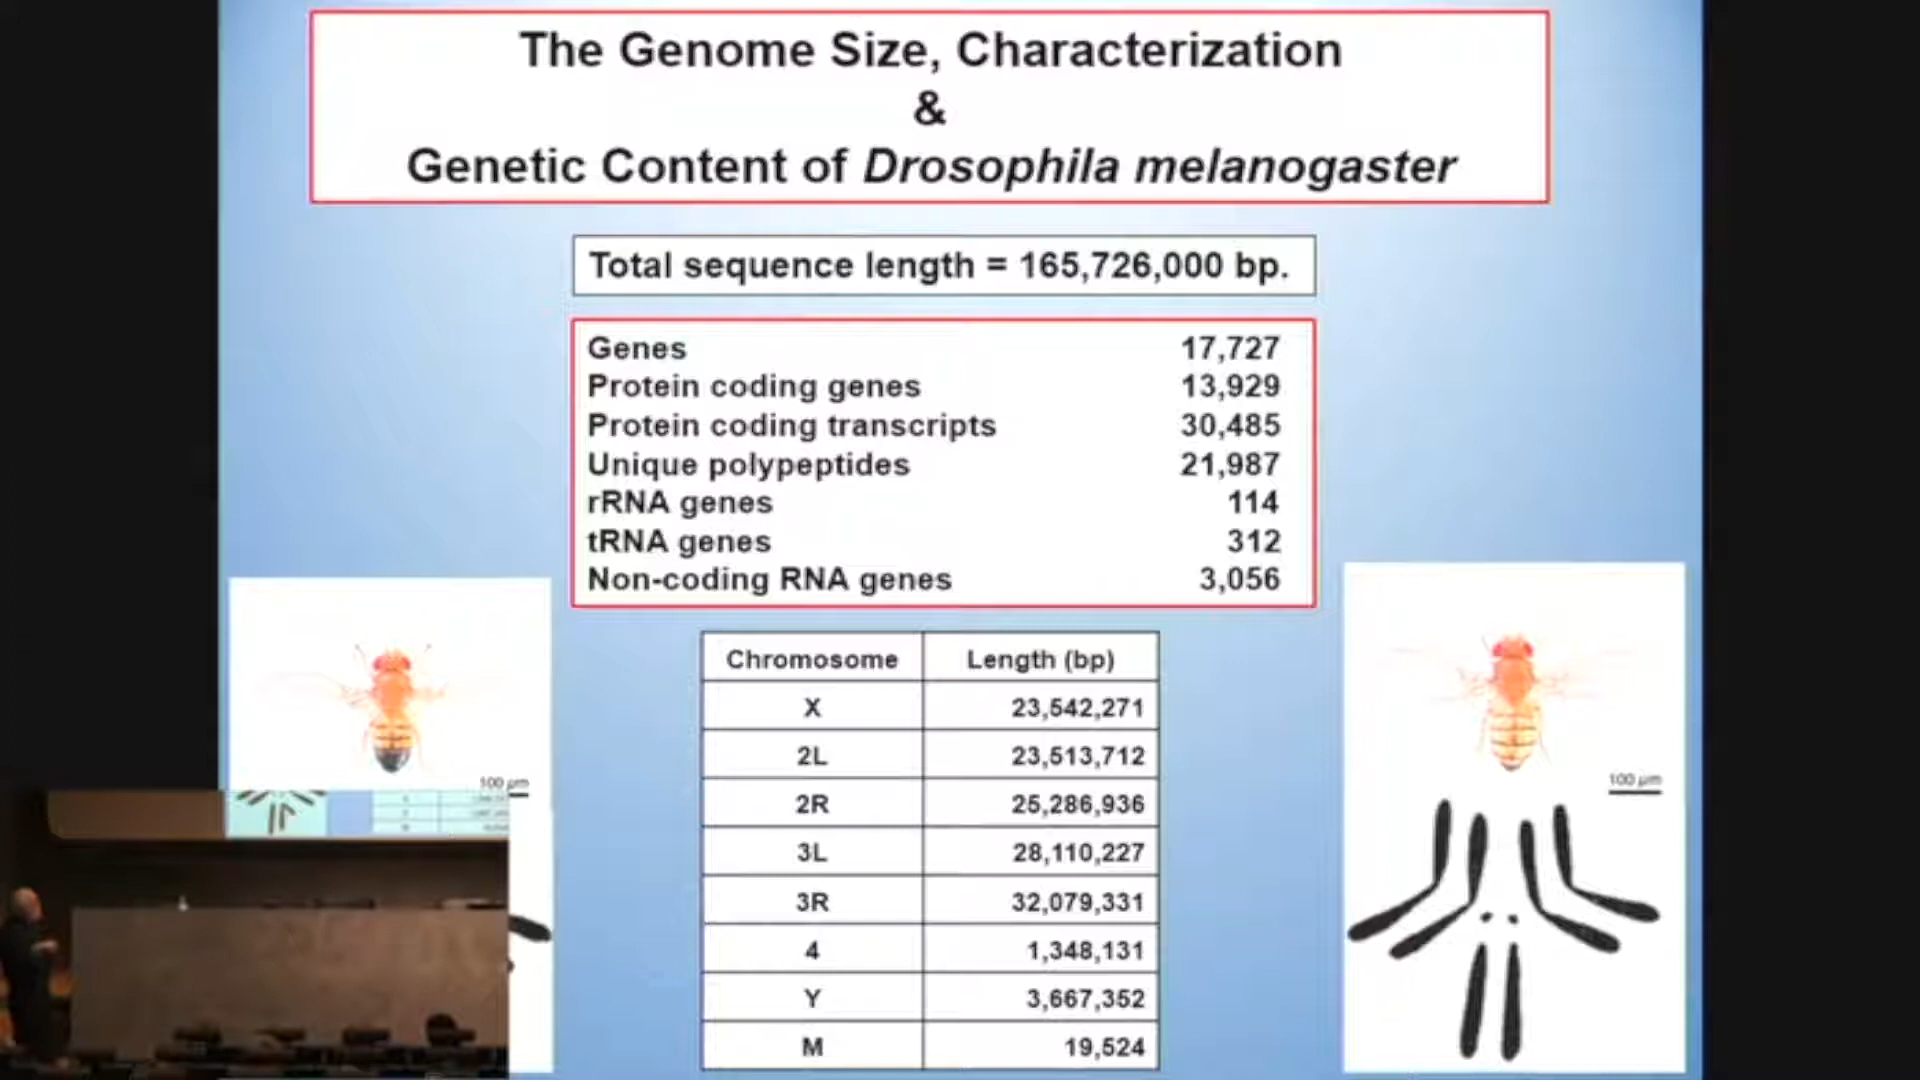 The Genome Size, Characterization
&
Genetic Content of Drosophila melanogaster
Total sequence length = 165,726,000 bp.
Genes 17,727
Protein coding genes 13,929
Protein coding transcripts 30,485
Unique polypeptides 21,987
rRNA genes 114
tRNA genes 312
Non-coding RNA genes 3,056
Chromosome Length (bp)
X 23,542,271
2L 23,513,712
2R 25,286,936
3L 28,110,227
3R 32,079,331
4 1,348,131
Y 3,667,352
M 19,524
100 µm
100 µm